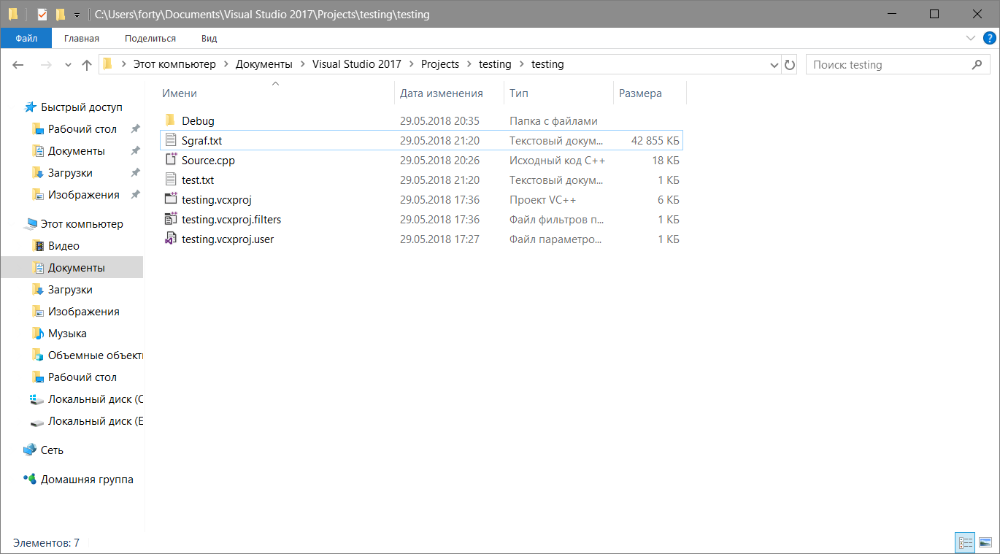 C:\Users\forty\Documents\Visual Studio 2017\Projects\testing\testing
Файл Главная Поделиться Вид
Этот компьютер Документы Visual Studio 2017 Projects testing testing
Поиск: testing
Быстрый доступ
Рабочий стол
Документы
Загрузки
Изображения
Этот компьютер
Видео
Документы
Загрузки
Изображения
Музыка
Объемные объект
Рабочий стол
Локальный диск (C
Локальный диск (E
Сеть
Домашняя группа
Имени Дата изменения Тип Размера
Debug 29.05.2018 20:35 Папка с файлами
Sgraf.txt 29.05.2018 21:20 Текстовый докум... 42 855 КБ
Source.cpp 29.05.2018 20:26 Исходный код C++ 18 КБ
test.txt 29.05.2018 21:20 Текстовый докум... 1 КБ
testing.vcxproj 29.05.2018 17:36 Проект VC++ 6 КБ
testing.vcxproj.filters 29.05.2018 17:36 Файл фильтров п... 1 КБ
testing.vcxproj.user 29.05.2018 17:27 Файл параметро... 1 КБ
Элементов: 7